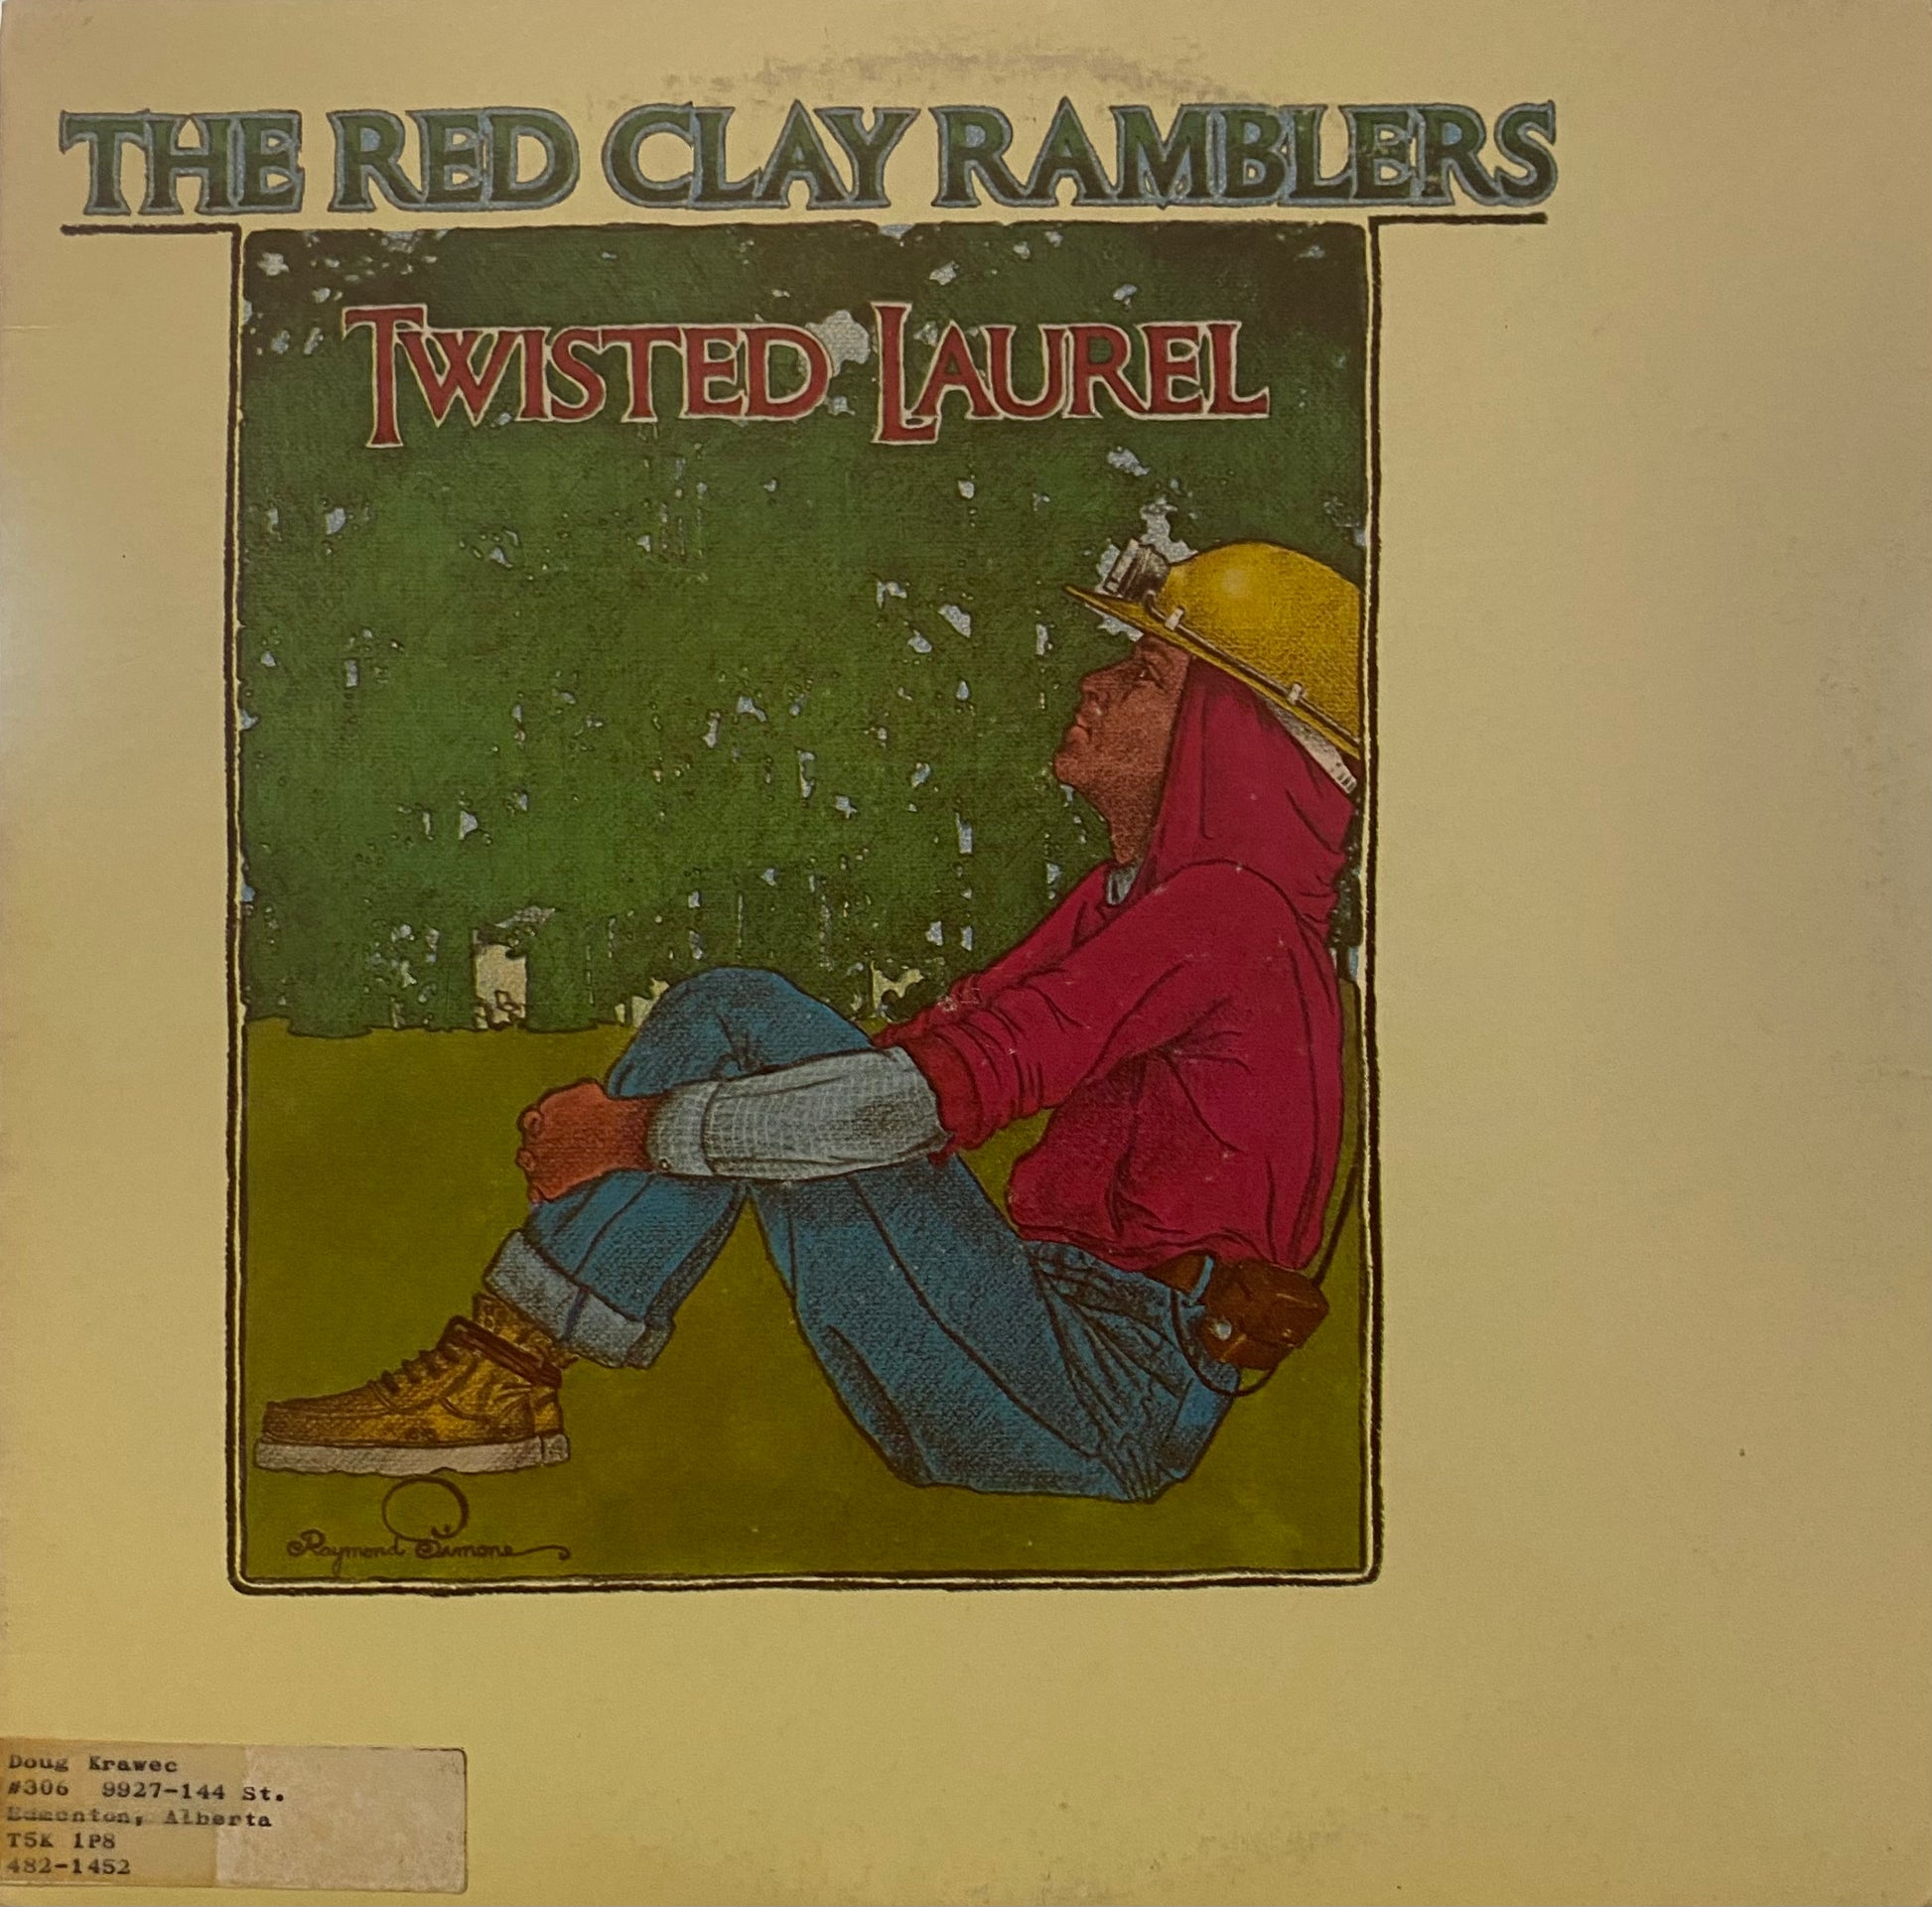 THE RED CLAY RAMBLERS
TWISTED LAUREL
Raymond Simone
Doug Krawec
#306  9927-144 St.
Edmonton, Alberta
T5K 1P8
482-1452